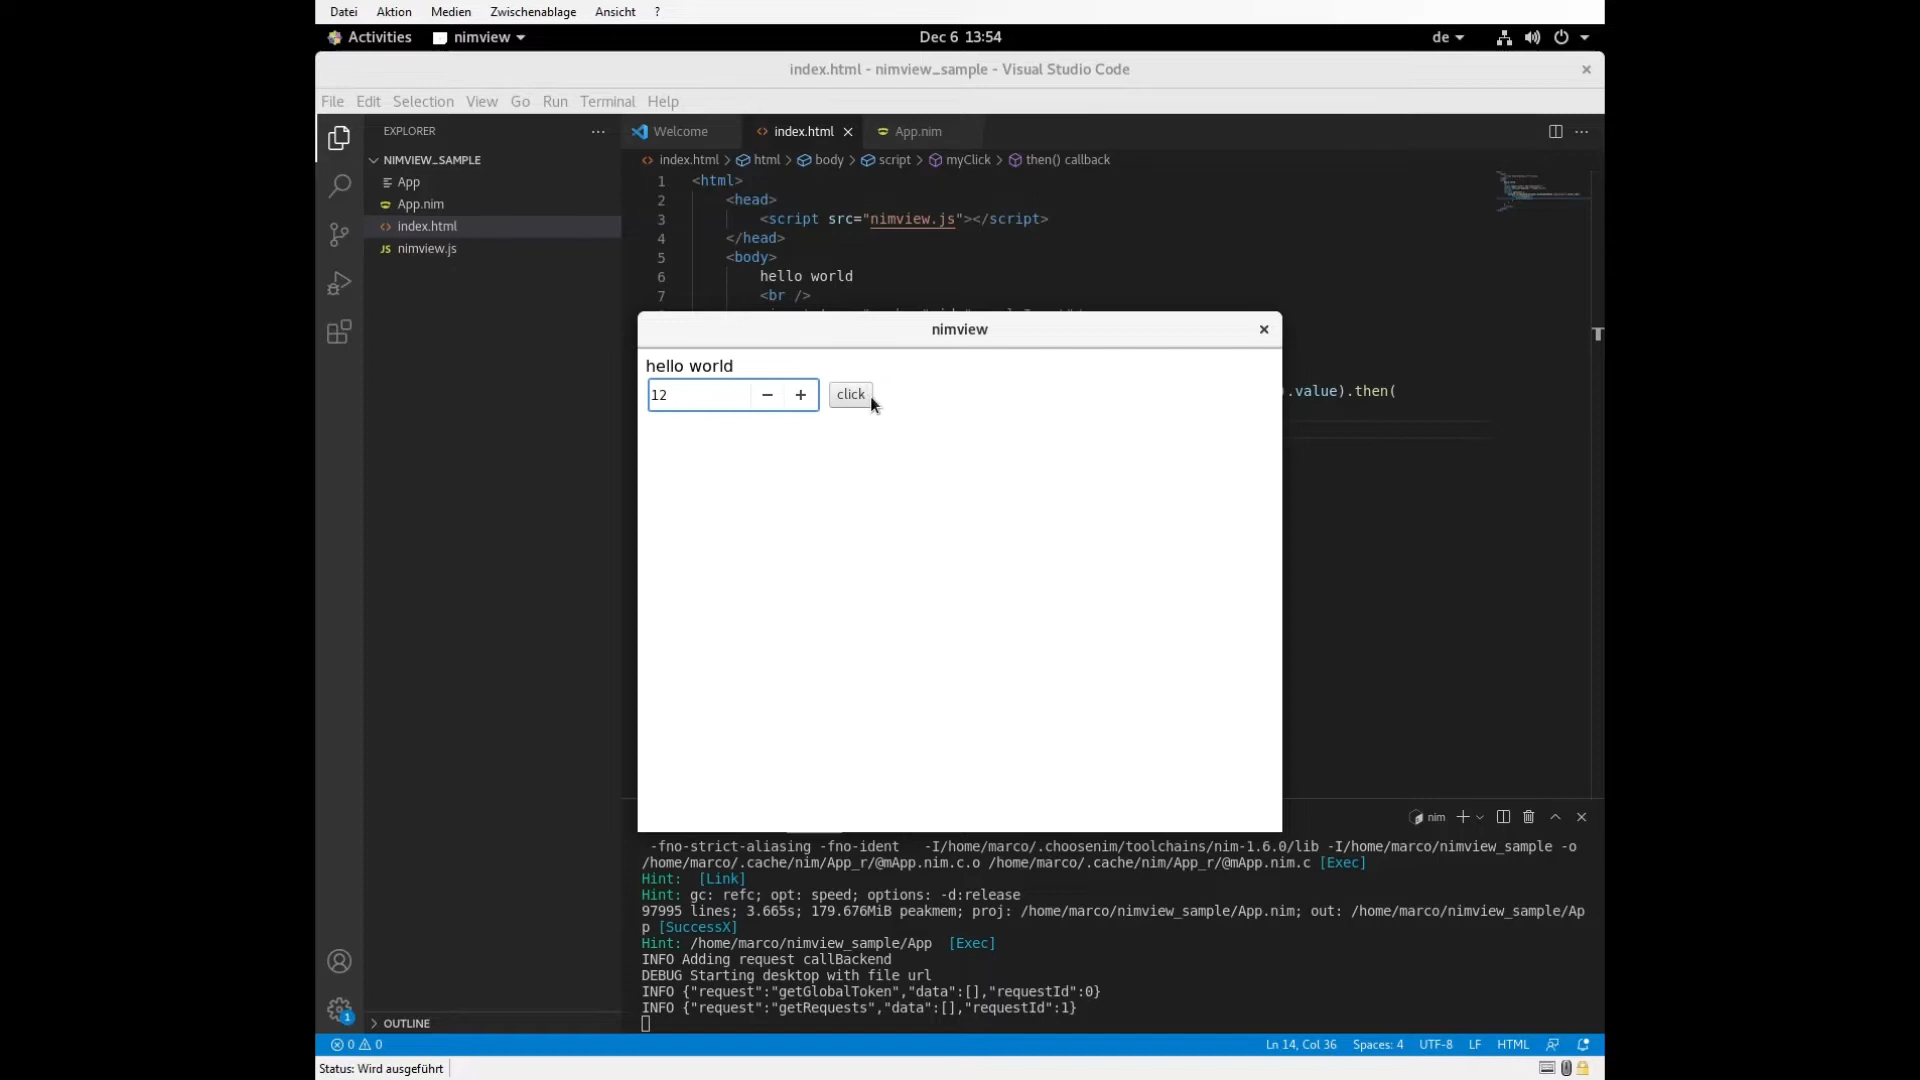 Datei Aktion Medien Zwischenablage Ansicht ?
Activities nimview Dec 6 13:54 de
index.html - nimview_sample - Visual Studio Code
File Edit Selection View Go Run Terminal Help
EXPLORER
NIMVIEW_SAMPLE
App
App.nim
index.html
JS nimview.js
OUTLINE
Welcome index.html App.nim
index.html > html > body > script > myClick > then() callback
1 <html>
2 <head>
3 <script src="nimview.js"></script>
4 </head>
5 <body>
6 hello world
7 <br />
.value).then(
nimview
hello world
12 − + click
nim
-fno-strict-aliasing -fno-ident -I/home/marco/.choosenim/toolchains/nim-1.6.0/lib -I/home/marco/nimview_sample -o
/home/marco/.cache/nim/App_r/@mApp.nim.c.o /home/marco/.cache/nim/App_r/@mApp.nim.c [Exec]
Hint: [Link]
Hint: gc: refc; opt: speed; options: -d:release
97995 lines; 3.665s; 179.676MiB peakmem; proj: /home/marco/nimview_sample/App.nim; out: /home/marco/nimview_sample/Ap
p [SuccessX]
Hint: /home/marco/nimview_sample/App [Exec]
INFO Adding request callBackend
DEBUG Starting desktop with file url
INFO {"request":"getGlobalToken","data":[],"requestId":0}
INFO {"request":"getRequests","data":[],"requestId":1}
1
0 0 Ln 14, Col 36 Spaces: 4 UTF-8 LF HTML
Status: Wird ausgeführt